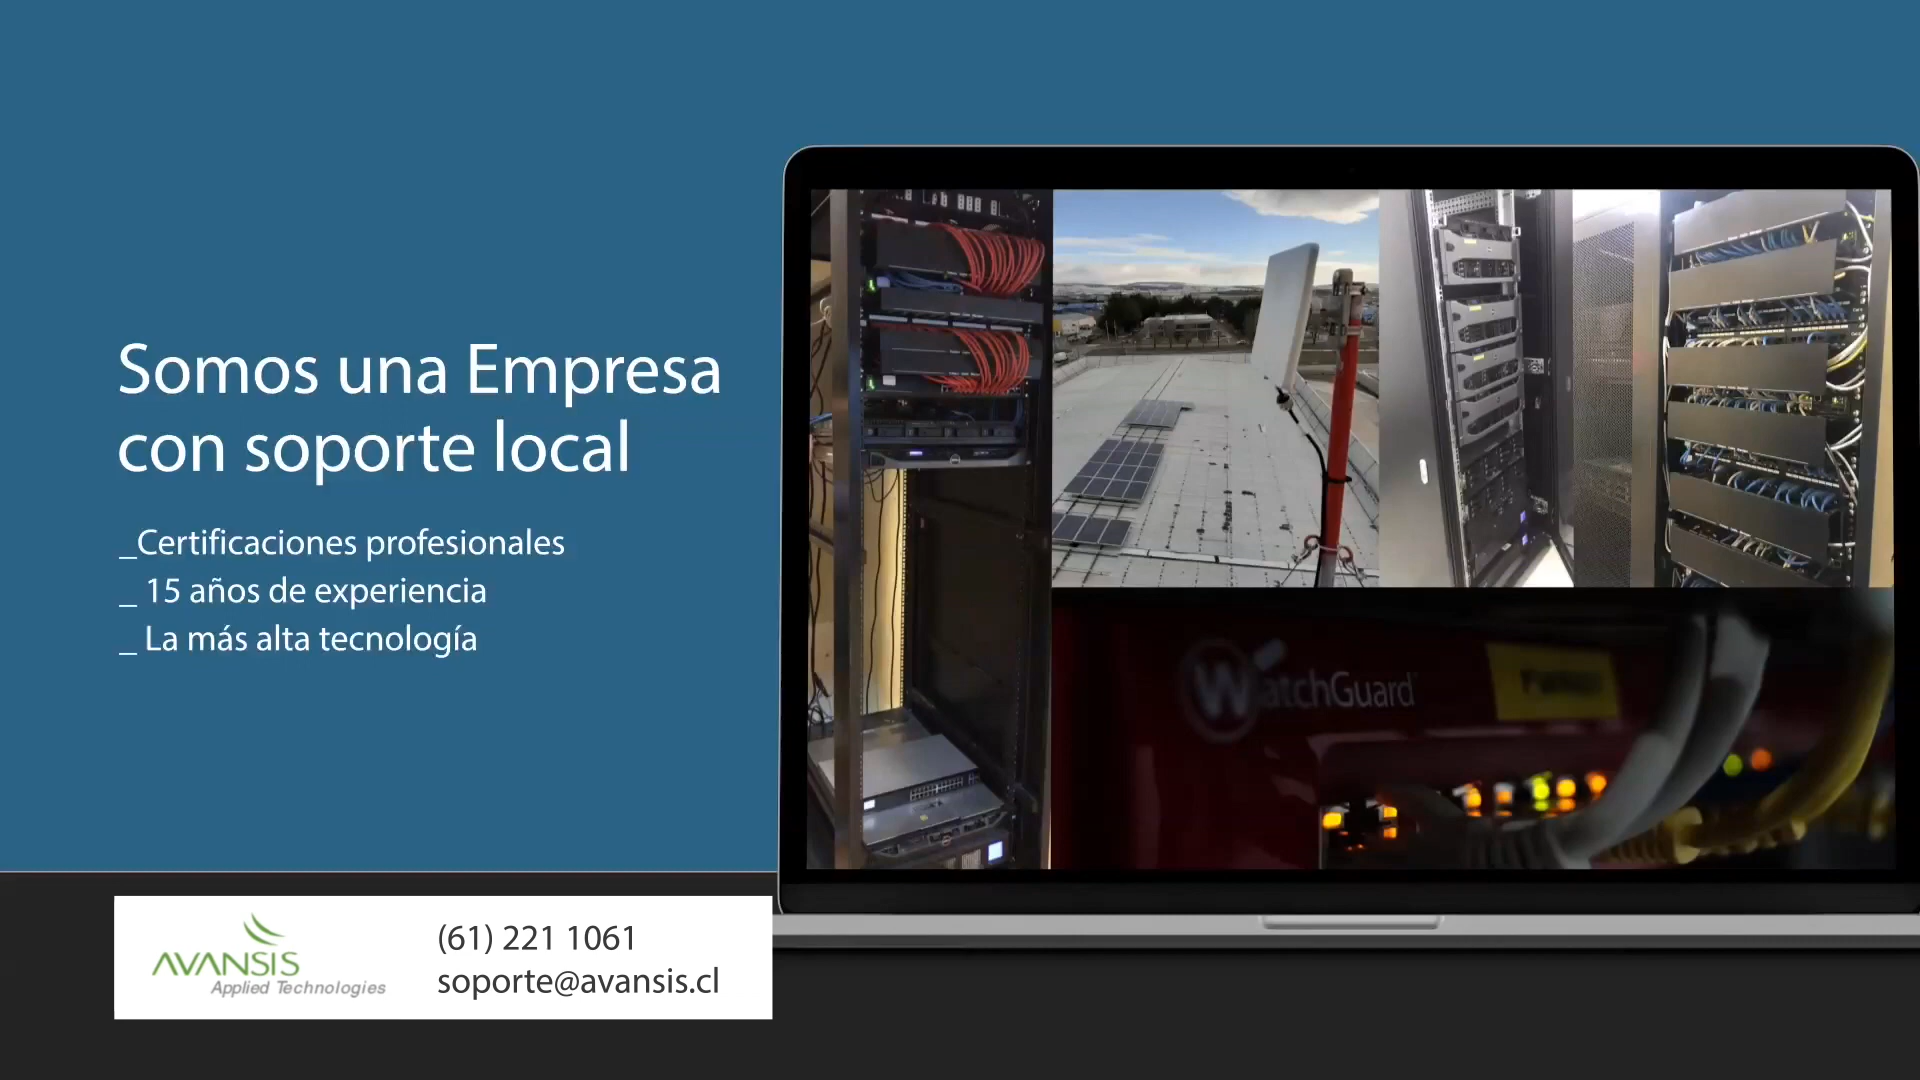 Somos una Empresa
con soporte local
_Certificaciones profesionales
_ 15 años de experiencia
_ La más alta tecnología
WatchGuard
AVANSIS
Applied Technologies
(61) 221 1061
soporte@avansis.cl